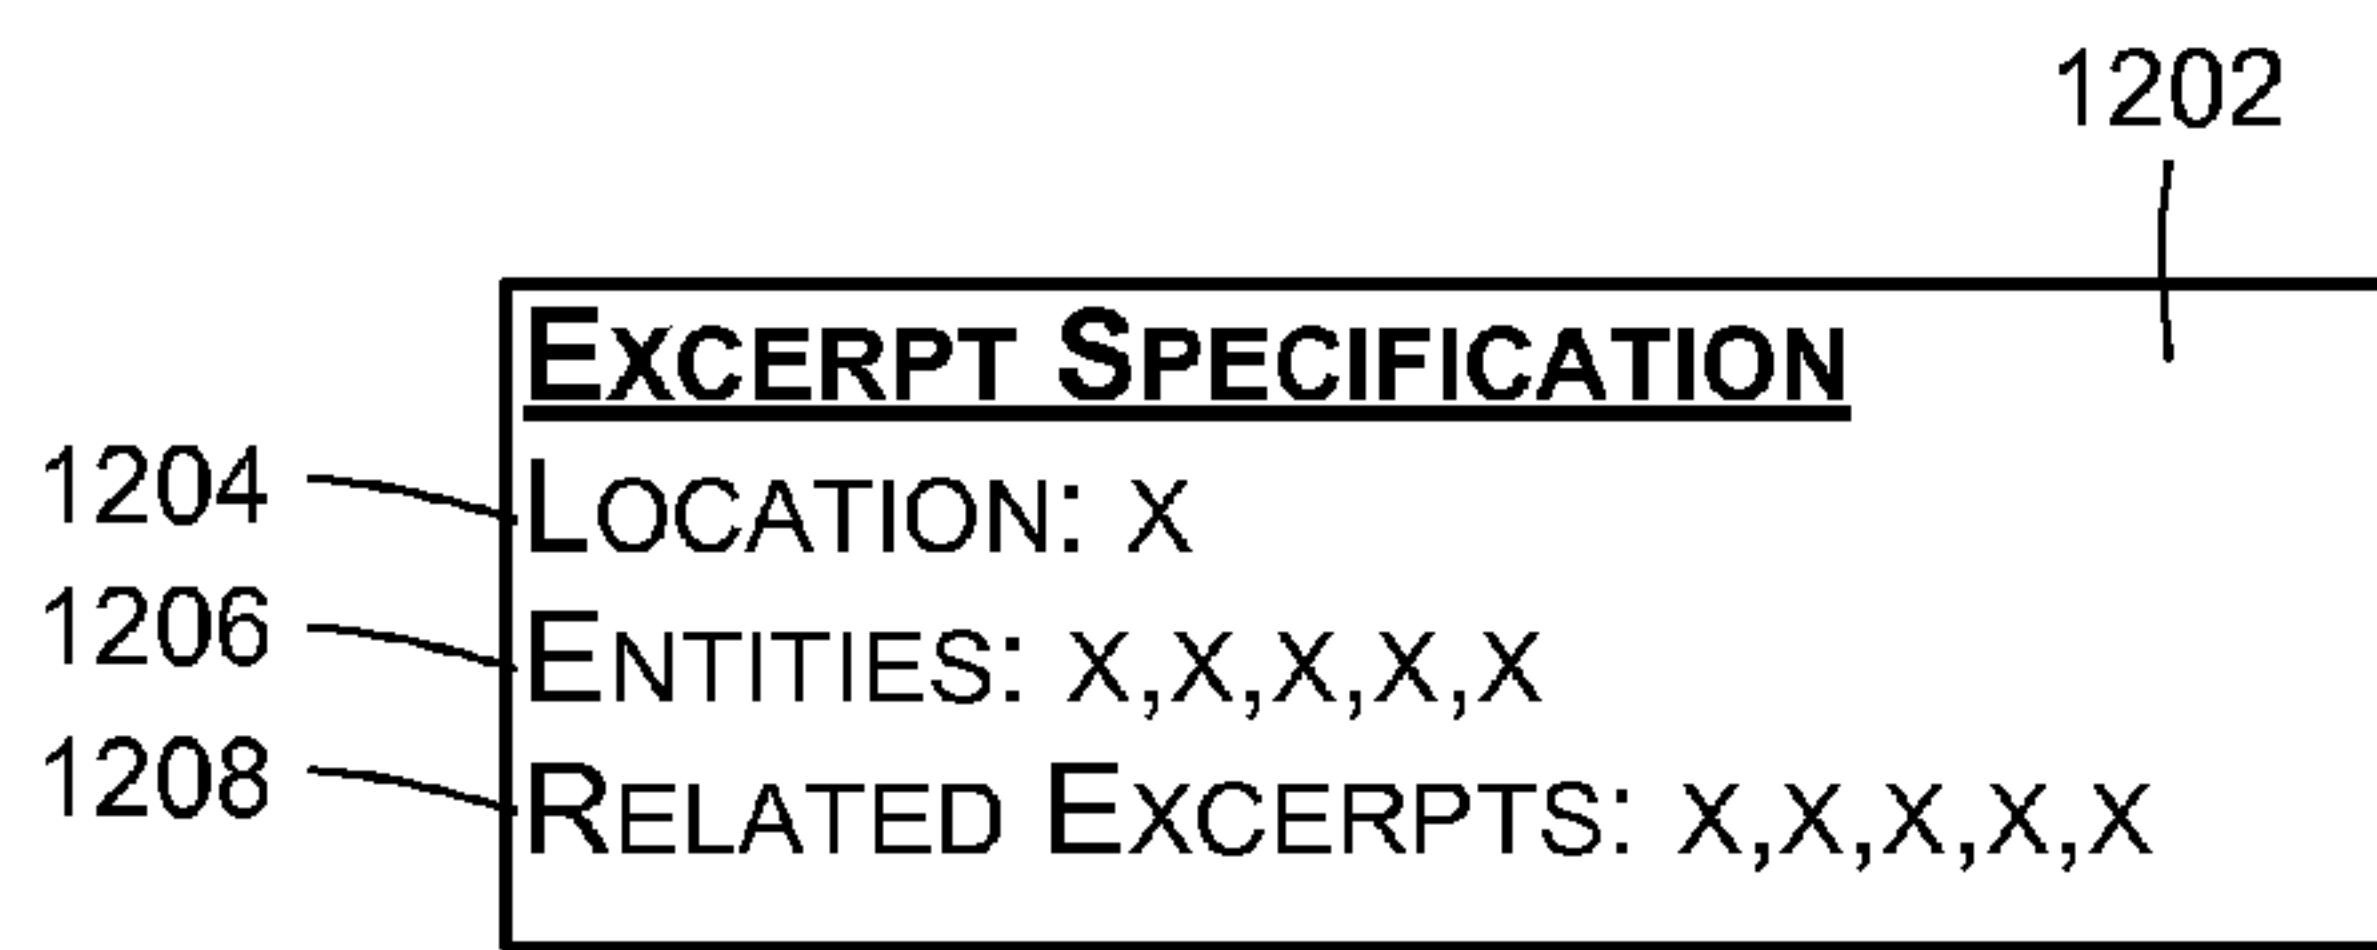 1202
EXCERPT SPECIFICATION
1204 LOCATION: X
1206 ENTITIES: X,X,X,X,X
1208 RELATED EXCERPTS: X,X,X,X,X